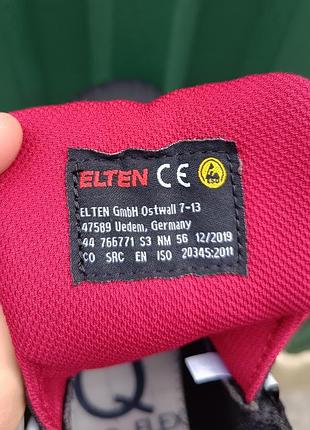 ELTEN CE
ELTEN GmbH Ostwall 7-13
47589 Uedem, Germany
44 766771 S3 NM 56 12/2019
CO SRC EN ISO 20345:2011
Q
FLEX